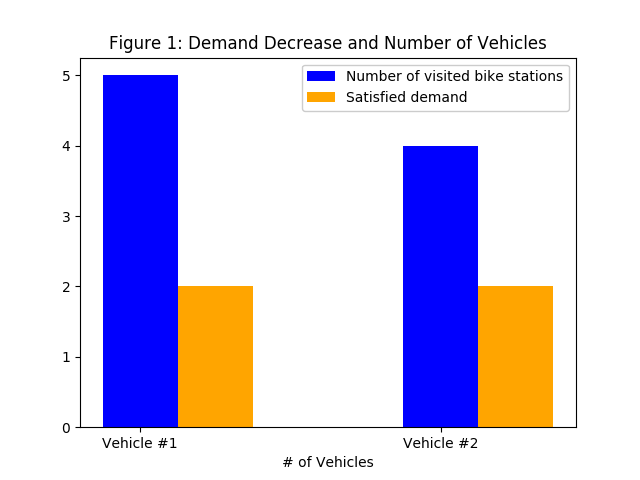 Figure 1: Demand Decrease and Number of Vehicles
Number of visited bike stations
Satisfied demand
5
4
3
2
1
0
Vehicle #1
Vehicle #2
# of Vehicles